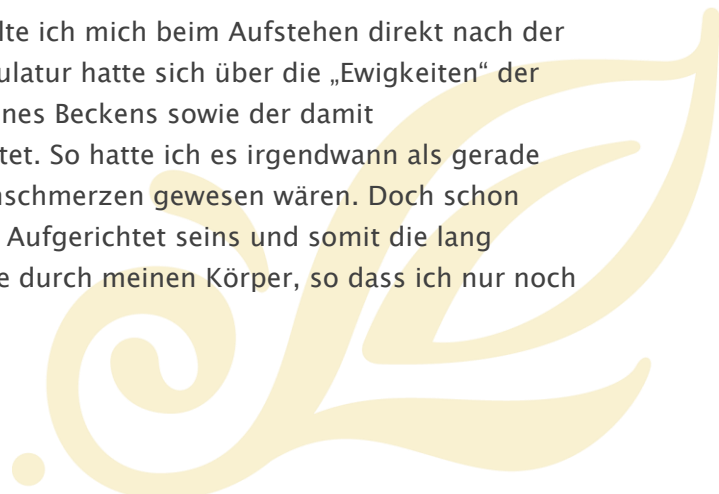 lte ich mich beim Aufstehen direkt nach der
ulatur hatte sich über die „Ewigkeiten“ der
nes Beckens sowie der damit
tet. So hatte ich es irgendwann als gerade
nschmerzen gewesen wären. Doch schon
Aufgerichtet seins und somit die lang
e durch meinen Körper, so dass ich nur noch